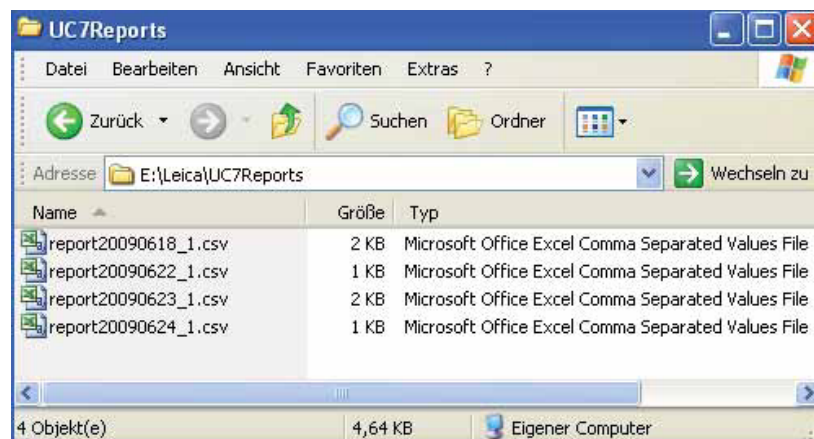 UC7Reports
Datei Bearbeiten Ansicht Favoriten Extras ?
Zurück Suchen Ordner
Adresse E:\Leica\UC7Reports Wechseln zu
Name Größe Typ
report20090618_1.csv 2 KB Microsoft Office Excel Comma Separated Values File
report20090622_1.csv 1 KB Microsoft Office Excel Comma Separated Values File
report20090623_1.csv 2 KB Microsoft Office Excel Comma Separated Values File
report20090624_1.csv 1 KB Microsoft Office Excel Comma Separated Values File
4 Objekt(e) 4,64 KB Eigener Computer